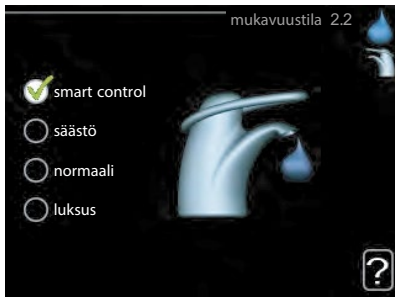 mukavuustila 2.2
smart control
säästö
normaali
luksus
?